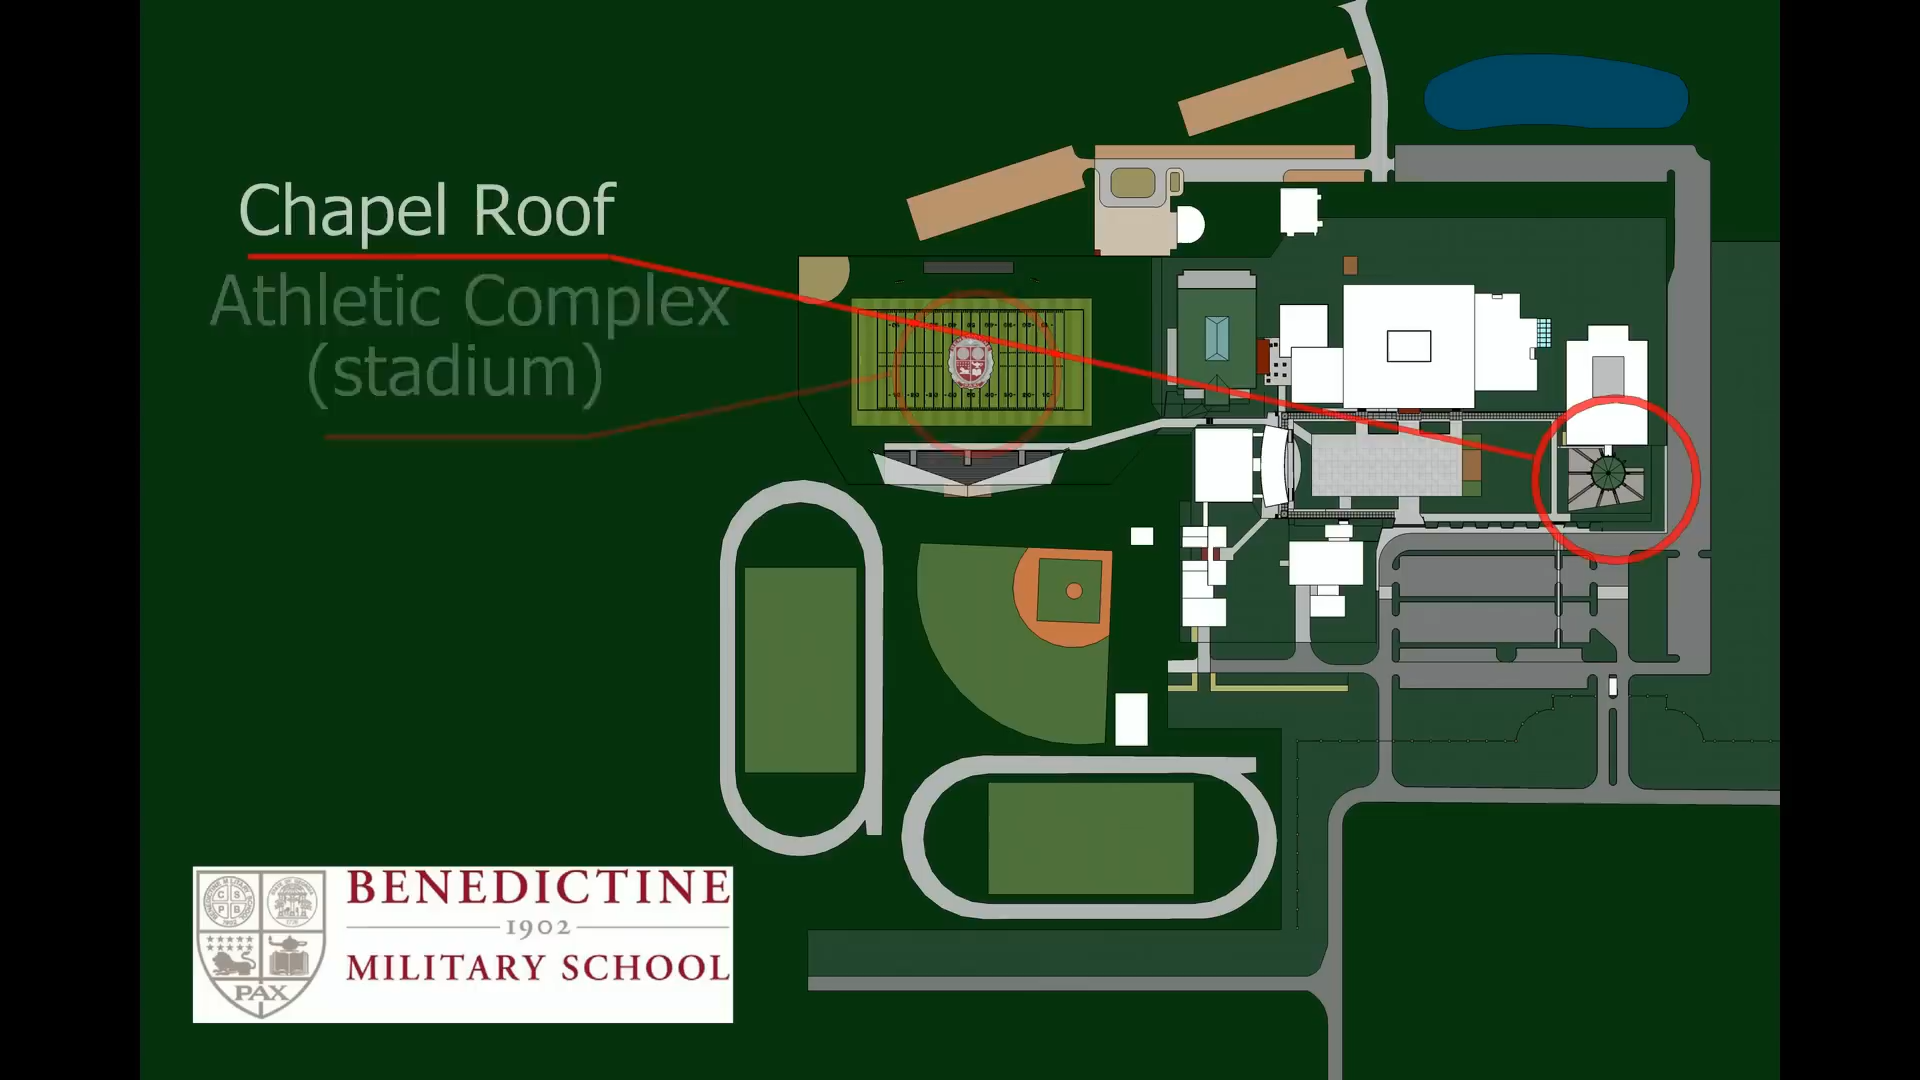 Chapel Roof
Athletic Complex
(stadium)
BENEDICTINE
1902
MILITARY SCHOOL
C S
P B
PAX